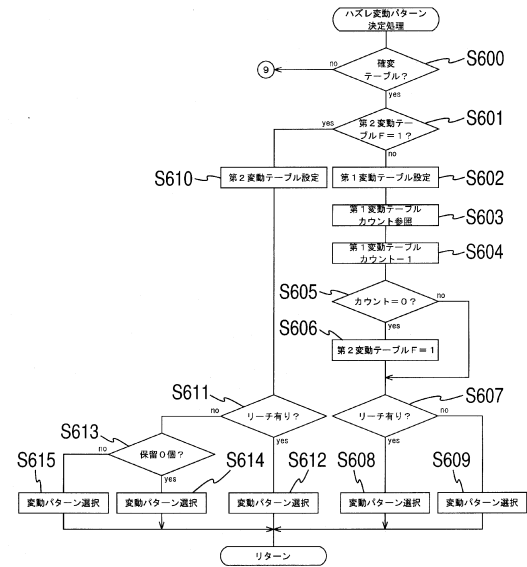 ハズレ変動パターン
決定処理
S600
確変
テーブル？
no
9
yes
S601
第２変動テー
ブルＦ＝１？
yes
no
S610
第２変動テーブル設定
第１変動テーブル設定
S602
第１変動テーブル
カウント参照
S603
第１変動テーブル
カウント－１
S604
S605
カウント＝０？
no
yes
S606
第２変動テーブルＦ＝１
S611
リーチ有り？
no
yes
S607
リーチ有り？
no
yes
S613
保留０個？
no
yes
S615
変動パターン選択
S614
変動パターン選択
S612
変動パターン選択
S608
変動パターン選択
S609
変動パターン選択
リターン